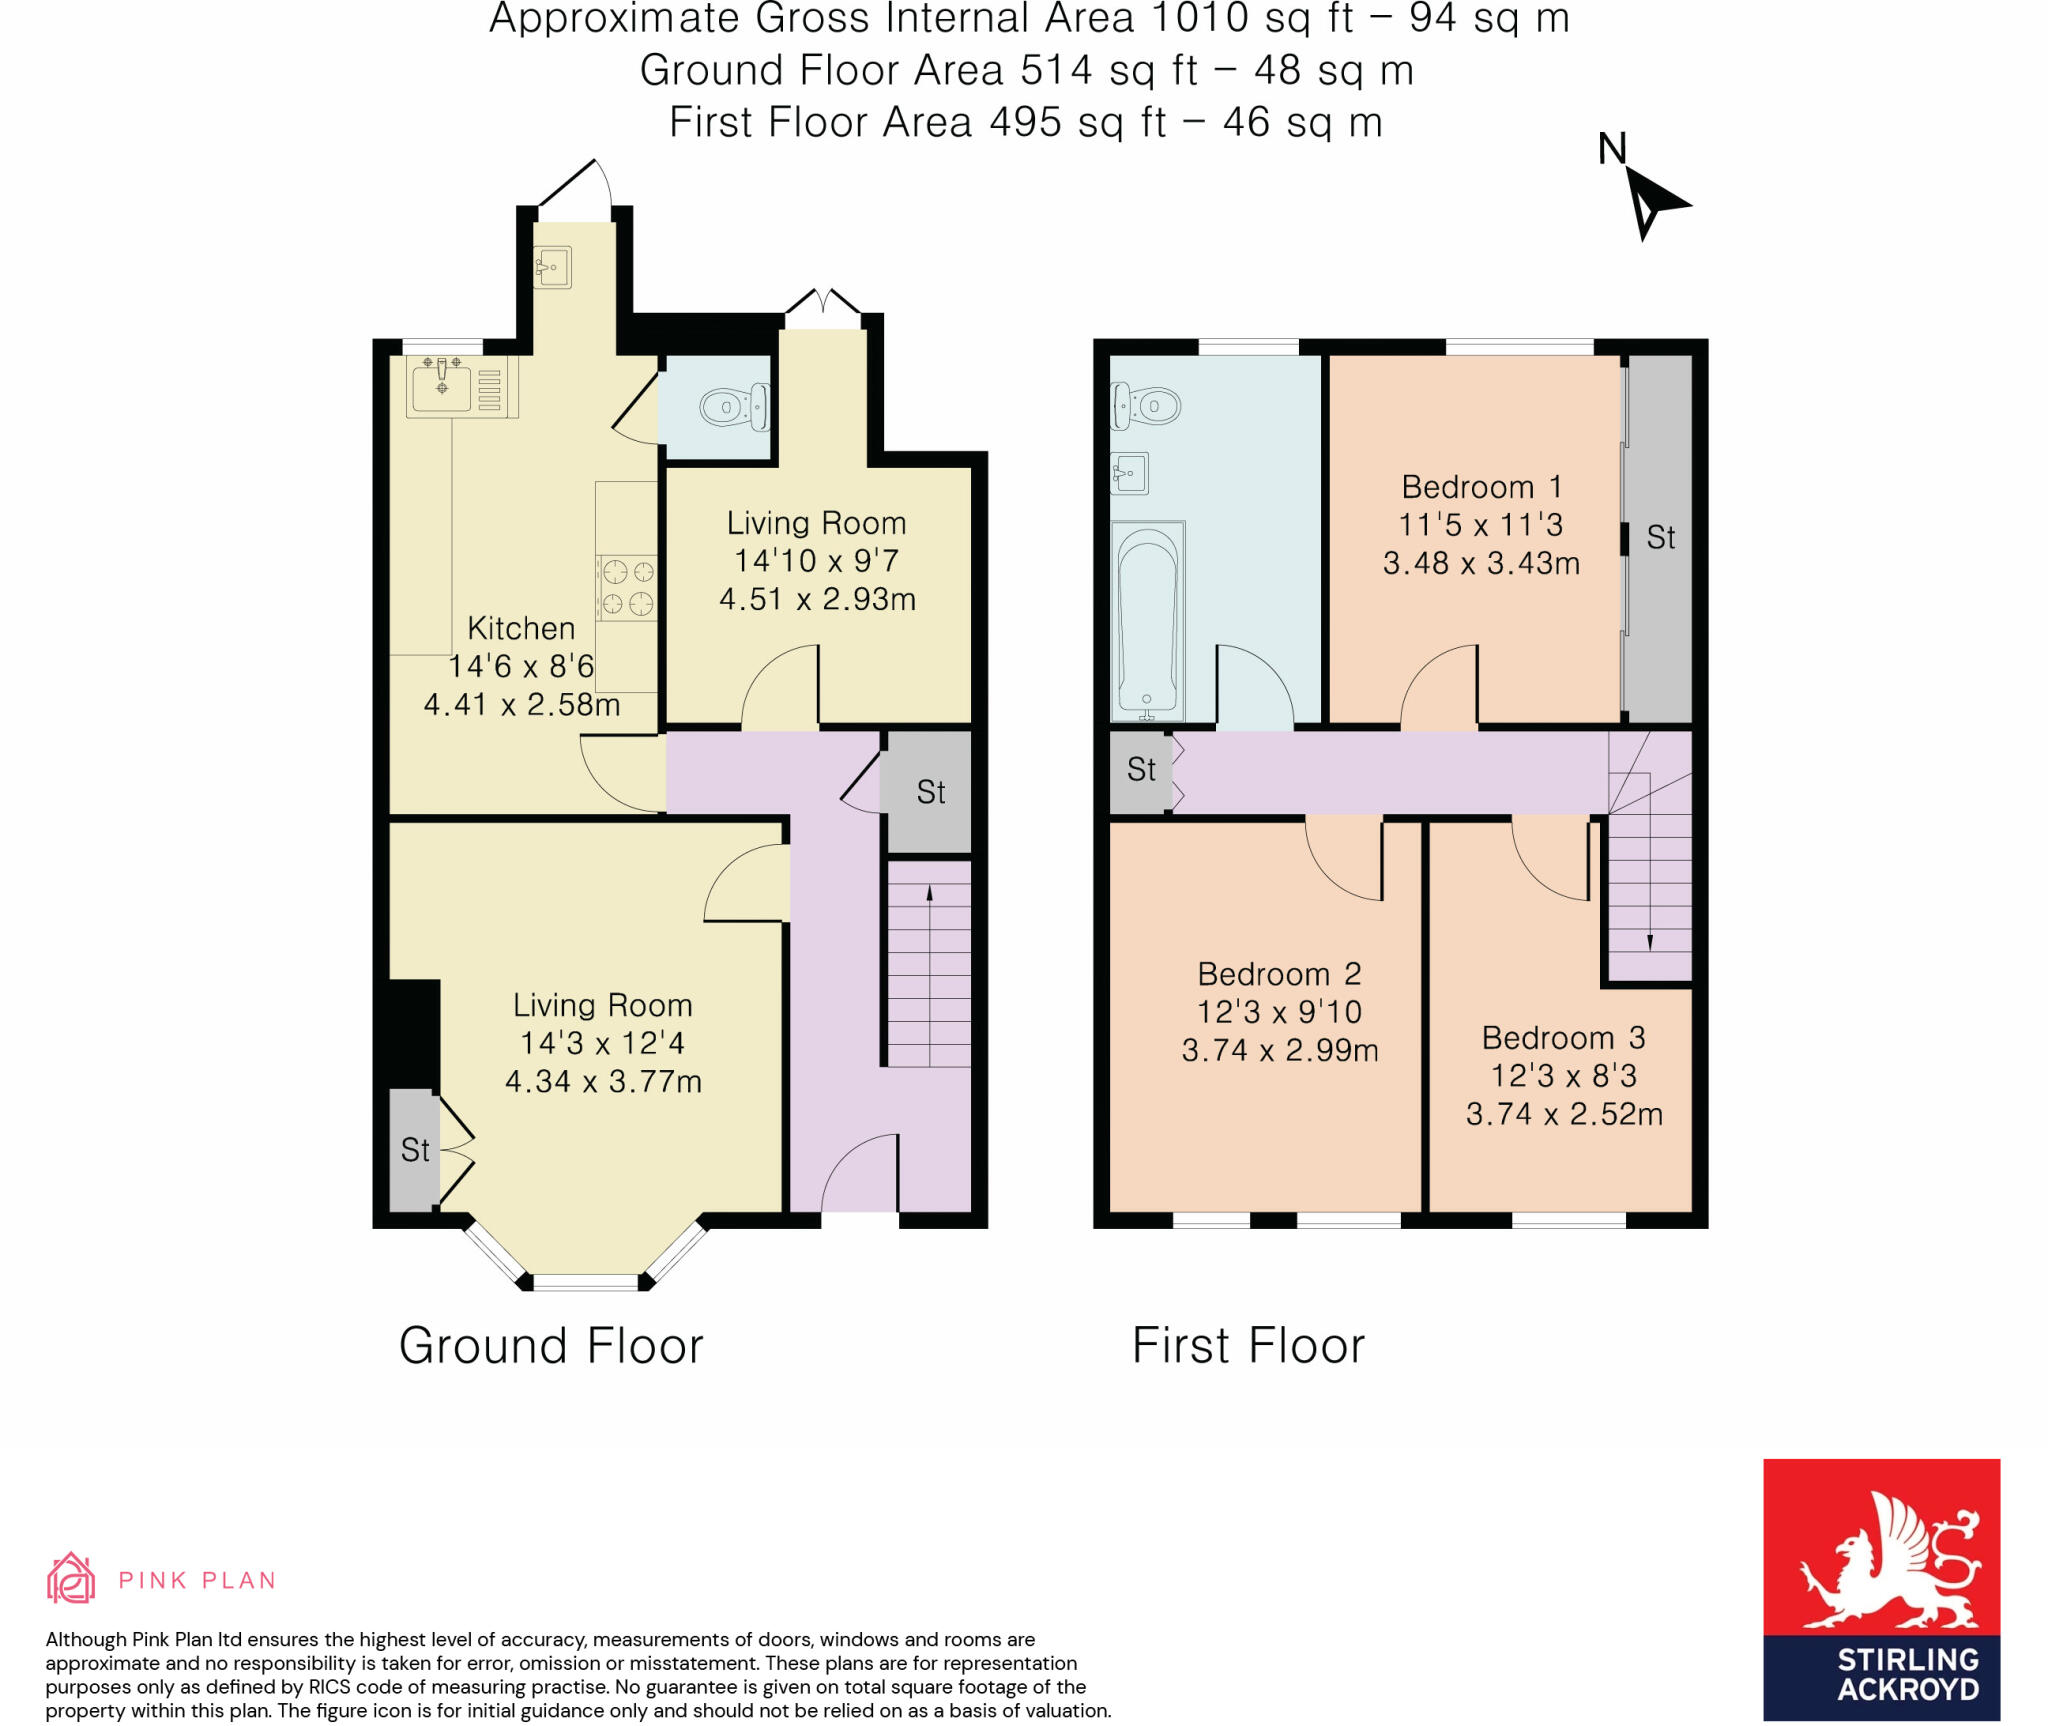 Approximate Gross Internal Area 1010 sq ft – 94 sq m
Ground Floor Area 514 sq ft – 48 sq m
First Floor Area 495 sq ft – 46 sq m
N
Living Room
14'10 x 9'7
4.51 x 2.93m
Kitchen
14'6 x 8'6
4.41 x 2.58m
St
Living Room
14'3 x 12'4
4.34 x 3.77m
St
Ground Floor
Bedroom 1
11'5 x 11'3
3.48 x 3.43m
St
St
Bedroom 2
12'3 x 9'10
3.74 x 2.99m
Bedroom 3
12'3 x 8'3
3.74 x 2.52m
First Floor
PINK PLAN
Although Pink Plan ltd ensures the highest level of accuracy, measurements of doors, windows and rooms are
approximate and no responsibility is taken for error, omission or misstatement. These plans are for representation
purposes only as defined by RICS code of measuring practise. No guarantee is given on total square footage of the
property within this plan. The figure icon is for initial guidance only and should not be relied on as a basis of valuation.
STIRLING
ACKROYD